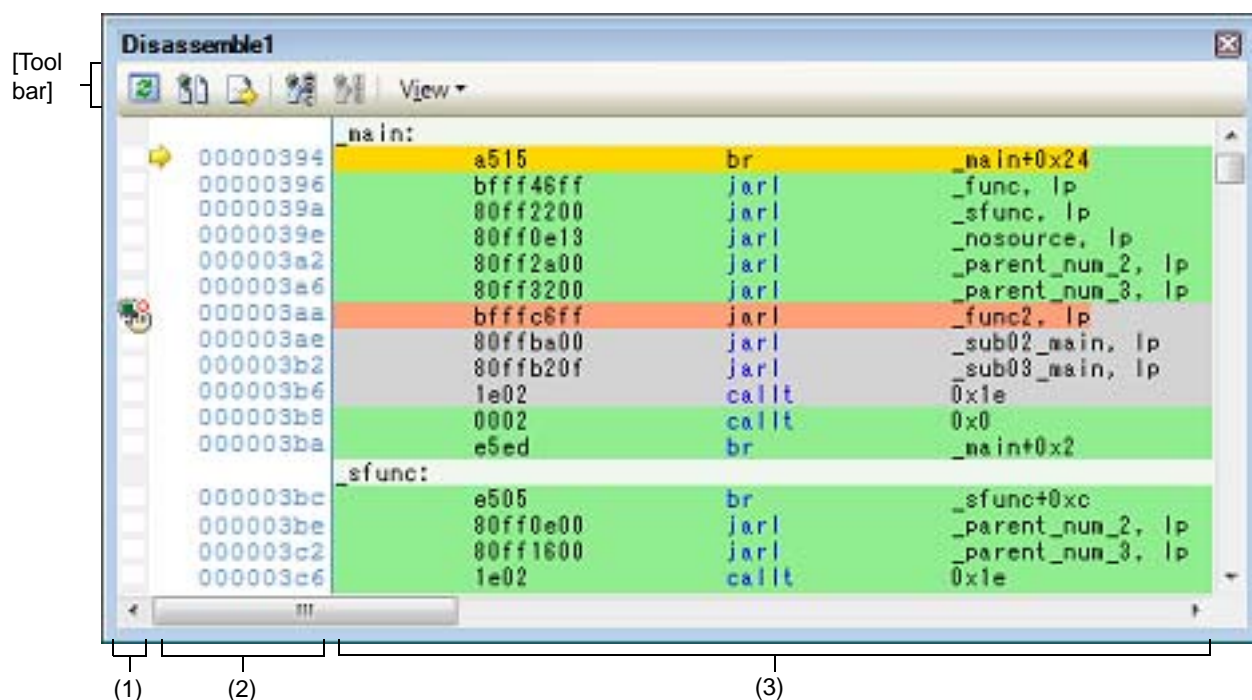 Disassemble1
[Tool bar]
View
_main:
00000394 a515 br _main+0x24
00000396 bfff46ff jarl _func, lp
0000039a 80ff2200 jarl _sfunc, lp
0000039e 80ff0e13 jarl _nosource, lp
000003a2 80ff2a00 jarl _parent_num_2, lp
000003a6 80ff3200 jarl _parent_num_3, lp
000003aa bfffc6ff jarl _func2, lp
000003ae 80ffba00 jarl _sub02_main, lp
000003b2 80ffb20f jarl _sub03_main, lp
000003b6 1e02 callt 0x1e
000003b8 0002 callt 0x0
000003ba e5ed br _main+0x2
_sfunc:
000003bc e505 br _sfunc+0xc
000003be 80ff0e00 jarl _parent_num_2, lp
000003c2 80ff1600 jarl _parent_num_3, lp
000003c6 1e02 callt 0x1e
(1) (2) (3)